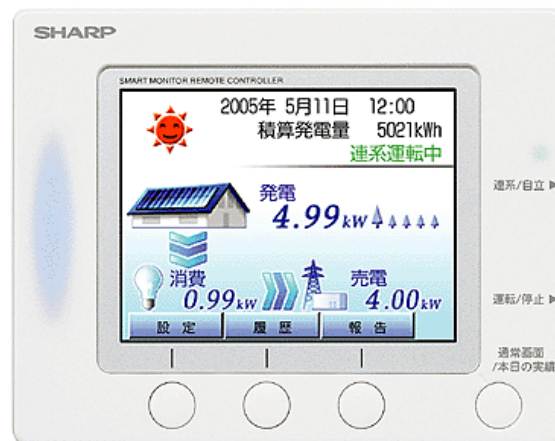 SHARP
SMART MONITOR REMOTE CONTROLLER
2005年 5月11日 12:00
積算発電量 5021kWh
連系運転中
連系/自立 ▶
発電
4.99kw
消費
0.99kw
売電
4.00kw
運転/停止 ▶
設定 履歴 報告
通常画面
/本日の実績